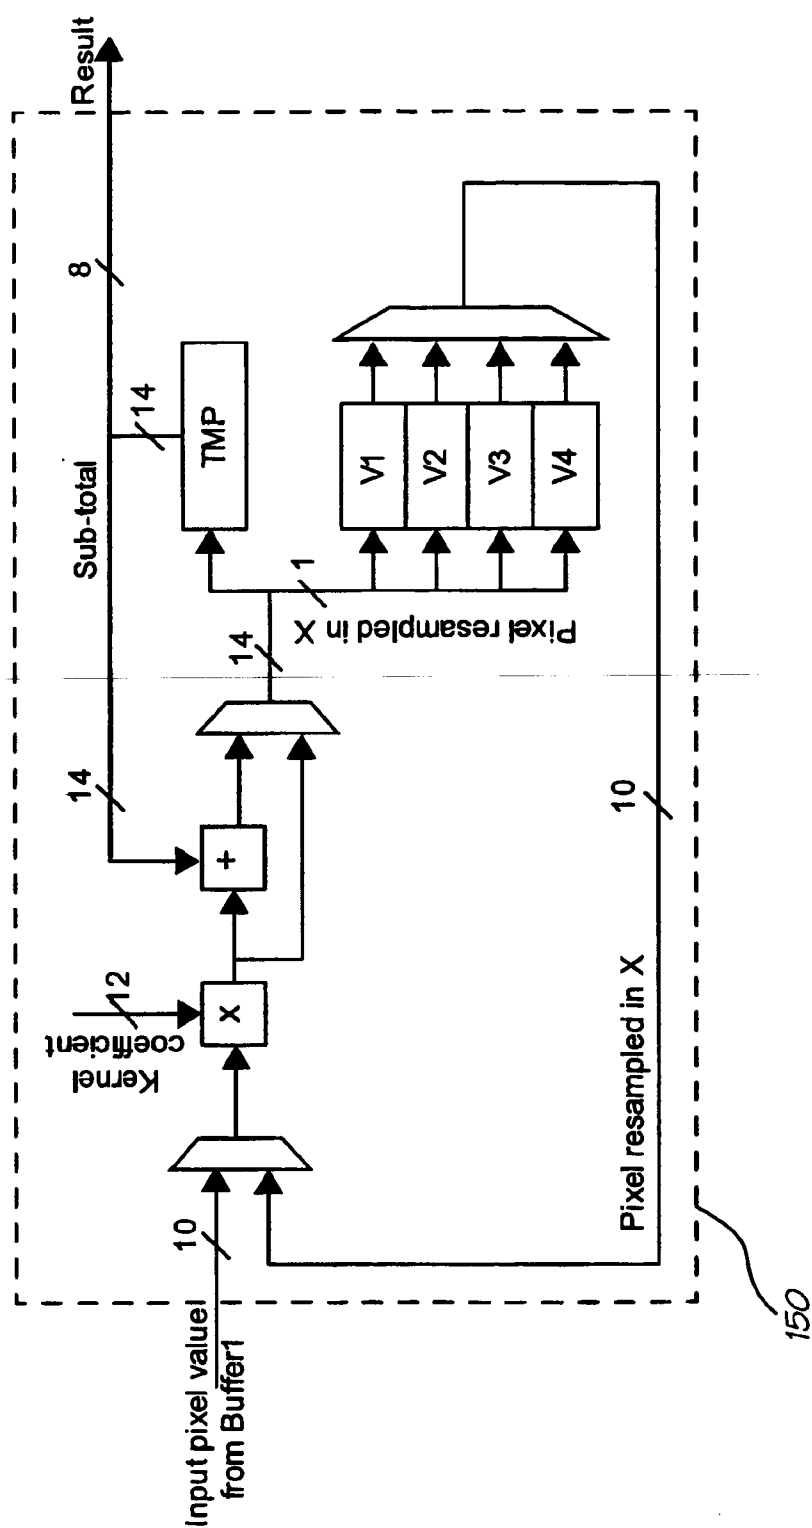 Input pixel value
from Buffer1
10
Kernel
coefficient
12
X
+
14
Sub-total
14
8
Result
14
TMP
1
Pixel resampled in X
V1
V2
V3
V4
Pixel resampled in X
10
150